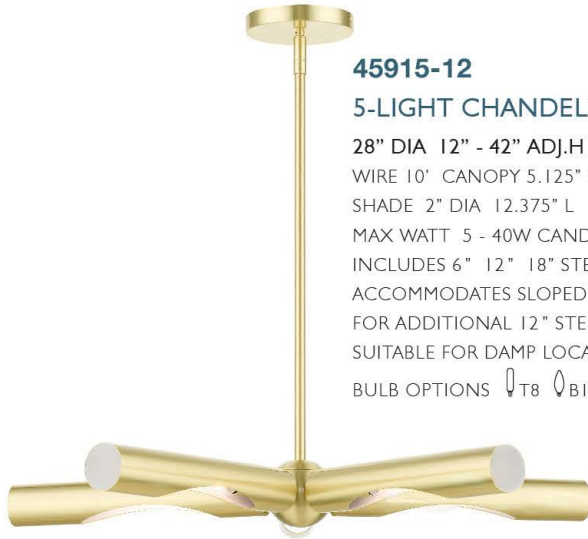 45915-12
5-LIGHT CHANDEL
28" DIA 12" - 42" ADJ.H
WIRE 10' CANOPY 5.125"
SHADE 2" DIA 12.375" L
MAX WATT 5 - 40W CAND
INCLUDES 6" 12" 18" STE
ACCOMMODATES SLOPED
FOR ADDITIONAL 12" STE
SUITABLE FOR DAMP LOCA
BULB OPTIONS T8 B1